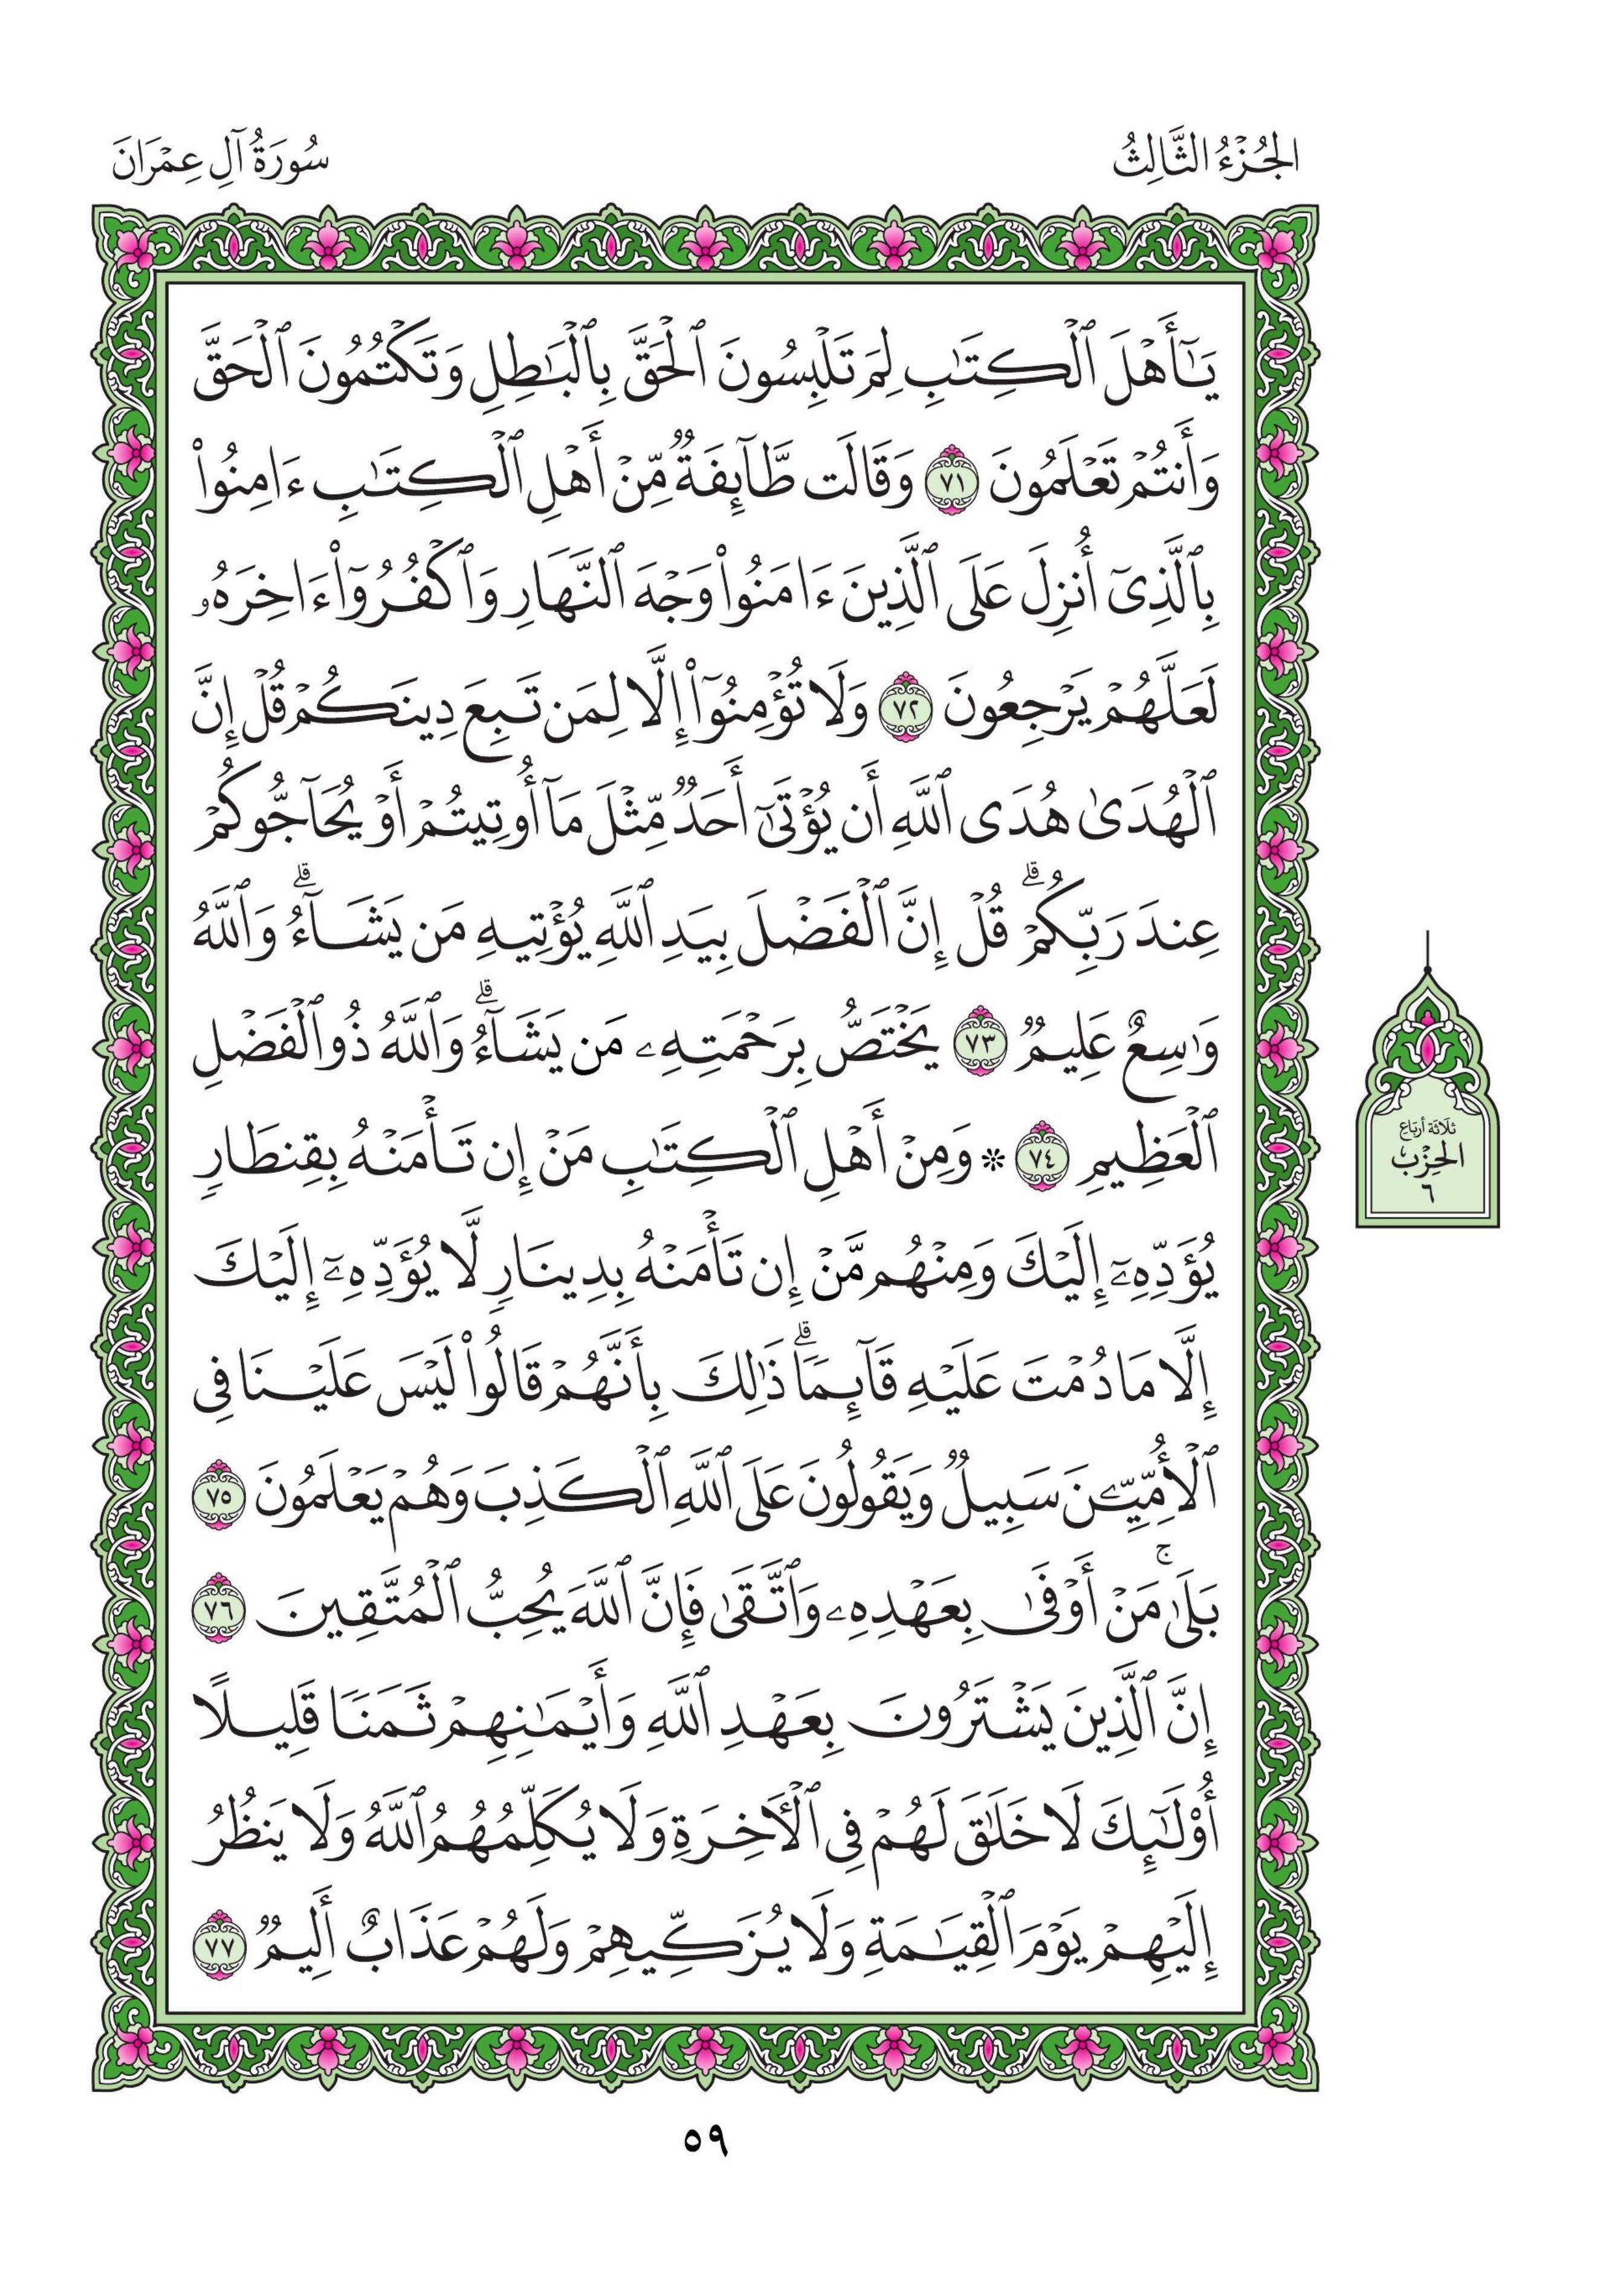 الجُزْءُ الثَّالِثُ
سُورَةُ آلِ عِمْرَانَ
يَٰٓأَهْلَ ٱلْكِتَٰبِ لِمَ تَلْبِسُونَ ٱلْحَقَّ بِٱلْبَٰطِلِ وَتَكْتُمُونَ ٱلْحَقَّ
وَأَنتُمْ تَعْلَمُونَ ٧١ وَقَالَت طَّآئِفَةٌ مِّنْ أَهْلِ ٱلْكِتَٰبِ ءَامِنُوا۟
بِٱلَّذِىٓ أُنزِلَ عَلَى ٱلَّذِينَ ءَامَنُوا۟ وَجْهَ ٱلنَّهَارِ وَٱكْفُرُوٓا۟ ءَاخِرَهُۥ
لَعَلَّهُمْ يَرْجِعُونَ ٧٢ وَلَا تُؤْمِنُوٓا۟ إِلَّا لِمَن تَبِعَ دِينَكُمْ قُلْ إِنَّ
ٱلْهُدَىٰ هُدَى ٱللَّهِ أَن يُؤْتَىٰٓ أَحَدٌ مِّثْلَ مَآ أُوتِيتُمْ أَوْ يُحَآجُّوكُمْ
عِندَ رَبِّكُمْ ۗ قُلْ إِنَّ ٱلْفَضْلَ بِيَدِ ٱللَّهِ يُؤْتِيهِ مَن يَشَآءُ ۗ وَٱللَّهُ
وَٰسِعٌ عَلِيمٌ ٧٣ يَخْتَصُّ بِرَحْمَتِهِۦ مَن يَشَآءُ ۗ وَٱللَّهُ ذُو ٱلْفَضْلِ
ٱلْعَظِيمِ ٧٤ ۞ وَمِنْ أَهْلِ ٱلْكِتَٰبِ مَنْ إِن تَأْمَنْهُ بِقِنطَارٍ
يُؤَدِّهِۦٓ إِلَيْكَ وَمِنْهُم مَّنْ إِن تَأْمَنْهُ بِدِينَارٍ لَّا يُؤَدِّهِۦٓ إِلَيْكَ
إِلَّا مَا دُمْتَ عَلَيْهِ قَآئِمًا ۗ ذَٰلِكَ بِأَنَّهُمْ قَالُوا۟ لَيْسَ عَلَيْنَا فِى
ٱلْأُمِّيِّـۧنَ سَبِيلٌ وَيَقُولُونَ عَلَى ٱللَّهِ ٱلْكَذِبَ وَهُمْ يَعْلَمُونَ ٧٥
بَلَىٰ ۚ مَنْ أَوْفَىٰ بِعَهْدِهِۦ وَٱتَّقَىٰ فَإِنَّ ٱللَّهَ يُحِبُّ ٱلْمُتَّقِينَ ٧٦
إِنَّ ٱلَّذِينَ يَشْتَرُونَ بِعَهْدِ ٱللَّهِ وَأَيْمَٰنِهِمْ ثَمَنًا قَلِيلًا
أُو۟لَٰٓئِكَ لَا خَلَٰقَ لَهُمْ فِى ٱلْـَٔاخِرَةِ وَلَا يُكَلِّمُهُمُ ٱللَّهُ وَلَا يَنظُرُ
إِلَيْهِمْ يَوْمَ ٱلْقِيَٰمَةِ وَلَا يُزَكِّيهِمْ وَلَهُمْ عَذَابٌ أَلِيمٌ ٧٧
ثَلَاثَة أربَاع
الحِزْب
٦
٥٩